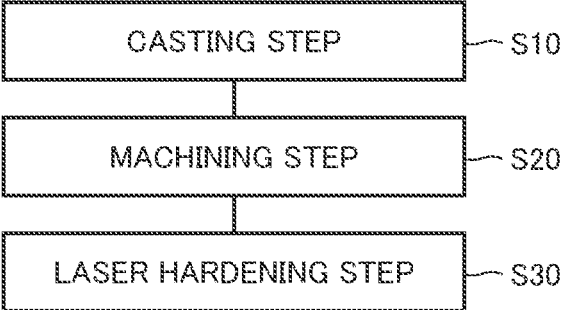 CASTING STEP S10
MACHINING STEP S20
LASER HARDENING STEP S30